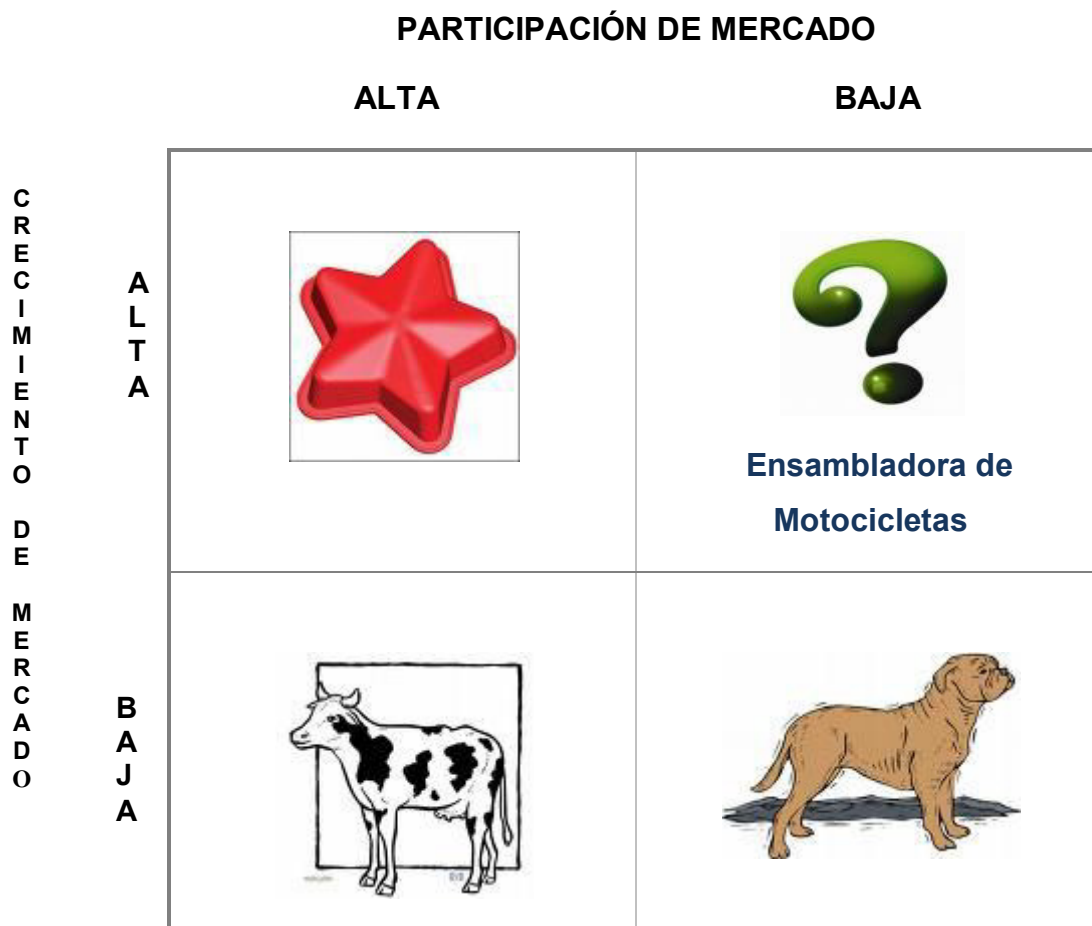 PARTICIPACIÓN DE MERCADO
ALTA
BAJA
CRECIMIENTO DE MERCADO
ALTA
Ensambladora de
Motocicletas
BAJA